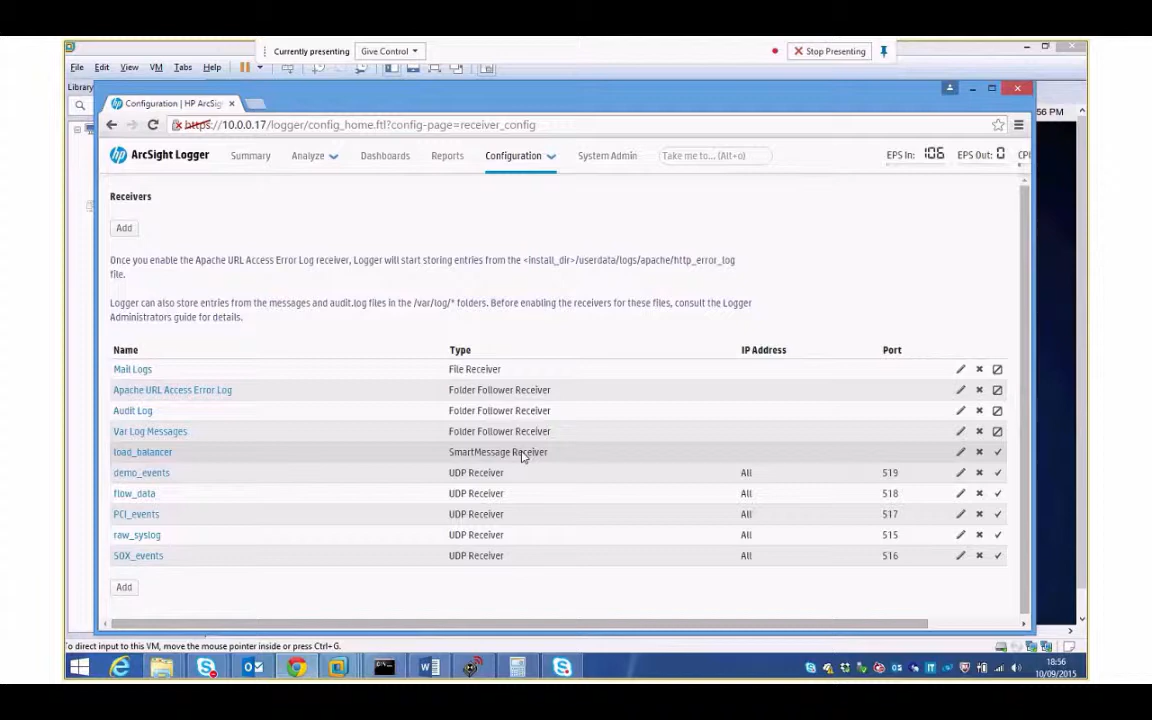 Currently presenting Give Control Stop Presenting
File Edit View VM Tabs Help
Library
Configuration | HP ArcSig
56 PM
https://10.0.0.17/logger/config_home.ftl?config-page=receiver_config
hp ArcSight Logger Summary Analyze Dashboards Reports Configuration System Admin Take me to... (Alt+o) EPS In: 106 EPS Out: 0 CP
Receivers
Add
Once you enable the Apache URL Access Error Log receiver, Logger will start storing entries from the <install_dir>/userdata/logs/apache/http_error_log
file.
Logger can also store entries from the messages and audit.log files in the /var/log/* folders. Before enabling the receivers for these files, consult the Logger
Administrators guide for details.
Name Type IP Address Port
Mail Logs File Receiver
Apache URL Access Error Log Folder Follower Receiver
Audit Log Folder Follower Receiver
Var Log Messages Folder Follower Receiver
load_balancer SmartMessage Receiver
demo_events UDP Receiver All 519
flow_data UDP Receiver All 518
PCI_events UDP Receiver All 517
raw_syslog UDP Receiver All 515
SOX_events UDP Receiver All 516
Add
o direct input to this VM, move the mouse pointer inside or press Ctrl+G.
18:56
10/09/2015